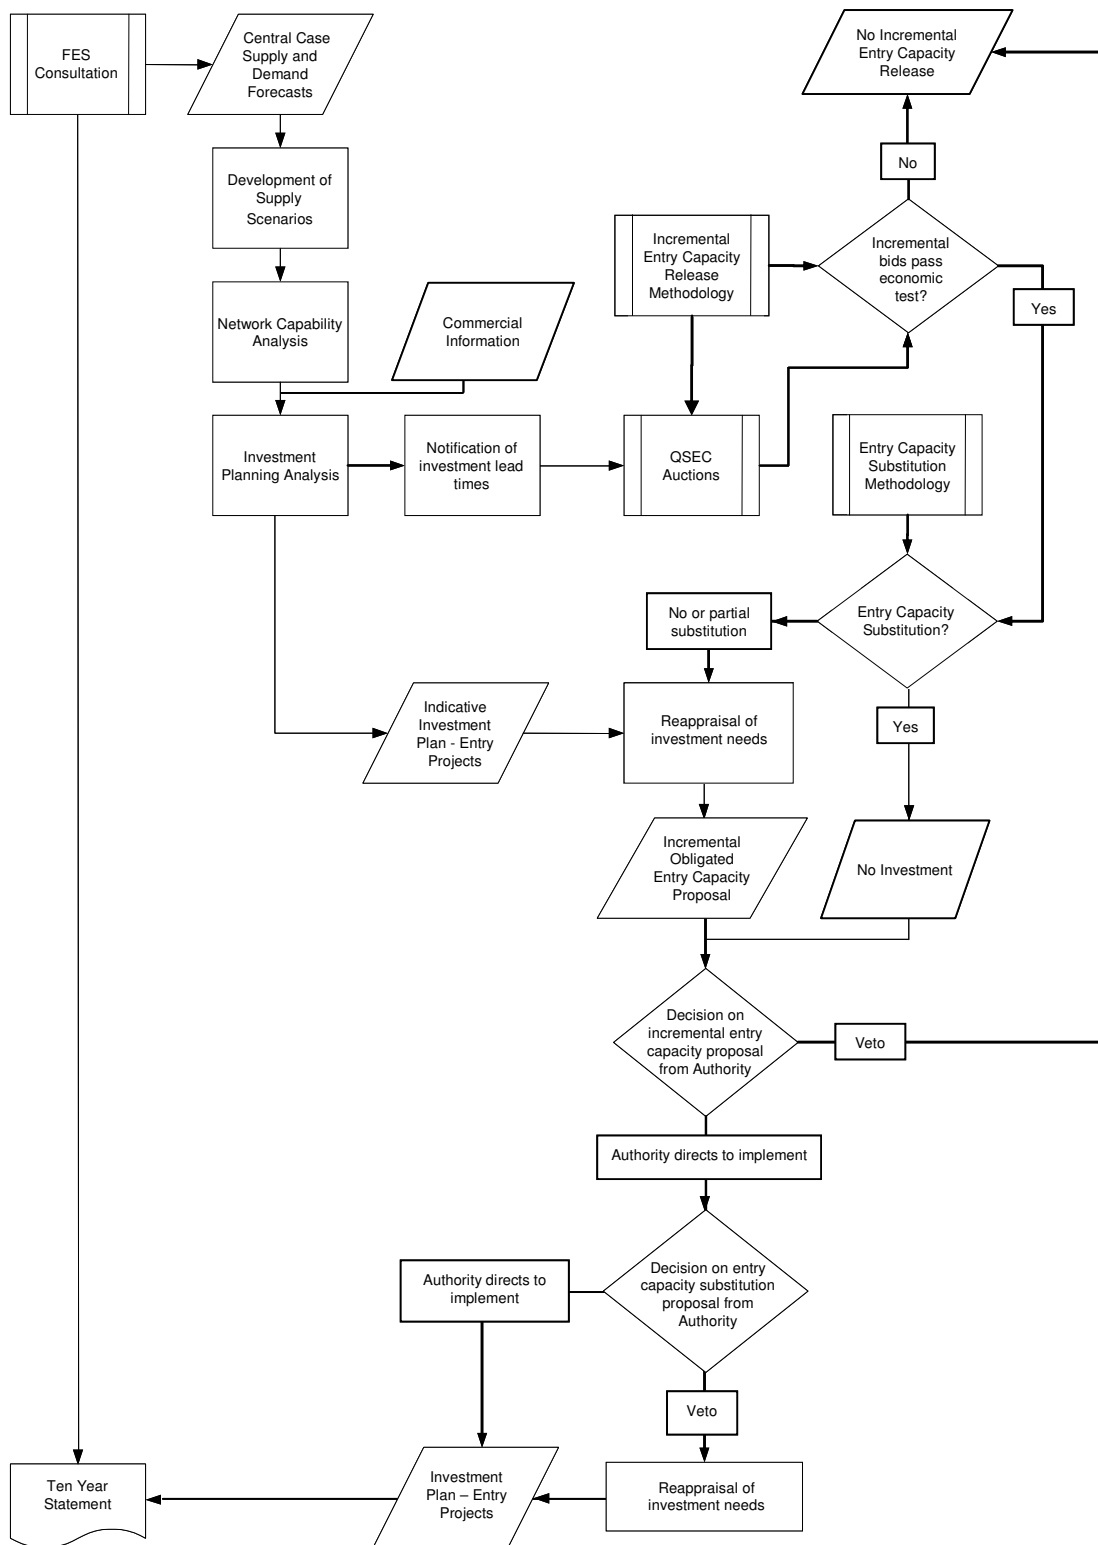 FES
Consultation
Central Case
Supply and
Demand
Forecasts
No Incremental
Entry Capacity
Release
No
Development of
Supply
Scenarios
Incremental
Entry Capacity
Release
Methodology
Incremental
bids pass
economic
test?
Yes
Network Capability
Analysis
Commercial
Information
Investment
Planning Analysis
Notification of
investment lead
times
QSEC
Auctions
Entry Capacity
Substitution
Methodology
No or partial
substitution
Entry Capacity
Substitution?
Indicative
Investment
Plan - Entry
Projects
Reappraisal of
investment needs
Yes
Incremental
Obligated
Entry Capacity
Proposal
No Investment
Decision on
incremental entry
capacity proposal
from Authority
Veto
Authority directs to implement
Authority directs to
implement
Decision on entry
capacity substitution
proposal from
Authority
Veto
Ten Year
Statement
Investment
Plan – Entry
Projects
Reappraisal of
investment needs